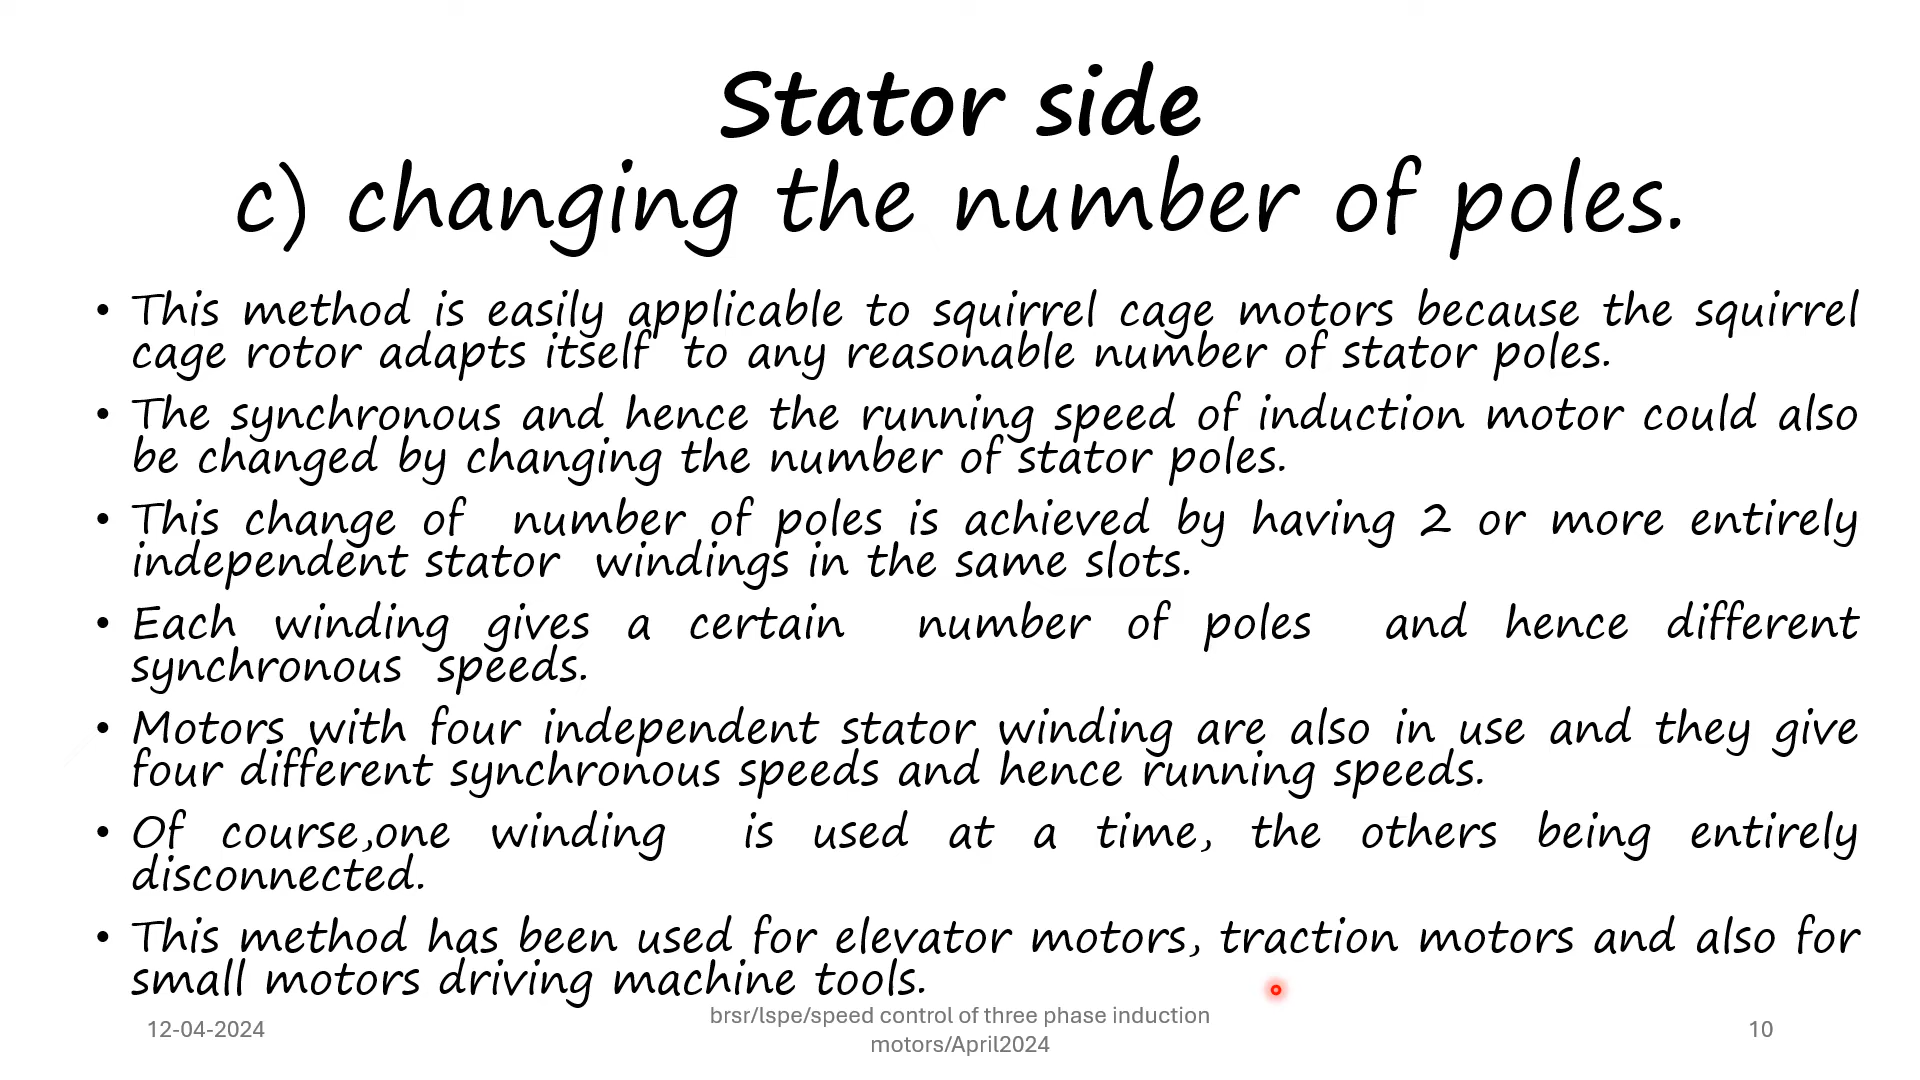 Stator side
c) changing the number of poles.
• This method is easily applicable to squirrel cage motors because the squirrel
cage rotor adapts itself to any reasonable number of stator poles.
• The synchronous and hence the running speed of induction motor could also
be changed by changing the number of stator poles.
• This change of number of poles is achieved by having 2 or more entirely
independent stator windings in the same slots.
• Each winding gives a certain number of poles and hence different
synchronous speeds.
• Motors with four independent stator winding are also in use and they give
four different synchronous speeds and hence running speeds.
• Of course,one winding is used at a time, the others being entirely
disconnected.
• This method has been used for elevator motors, traction motors and also for
small motors driving machine tools.
12-04-2024
brsr/lspe/speed control of three phase induction
motors/April2024
10